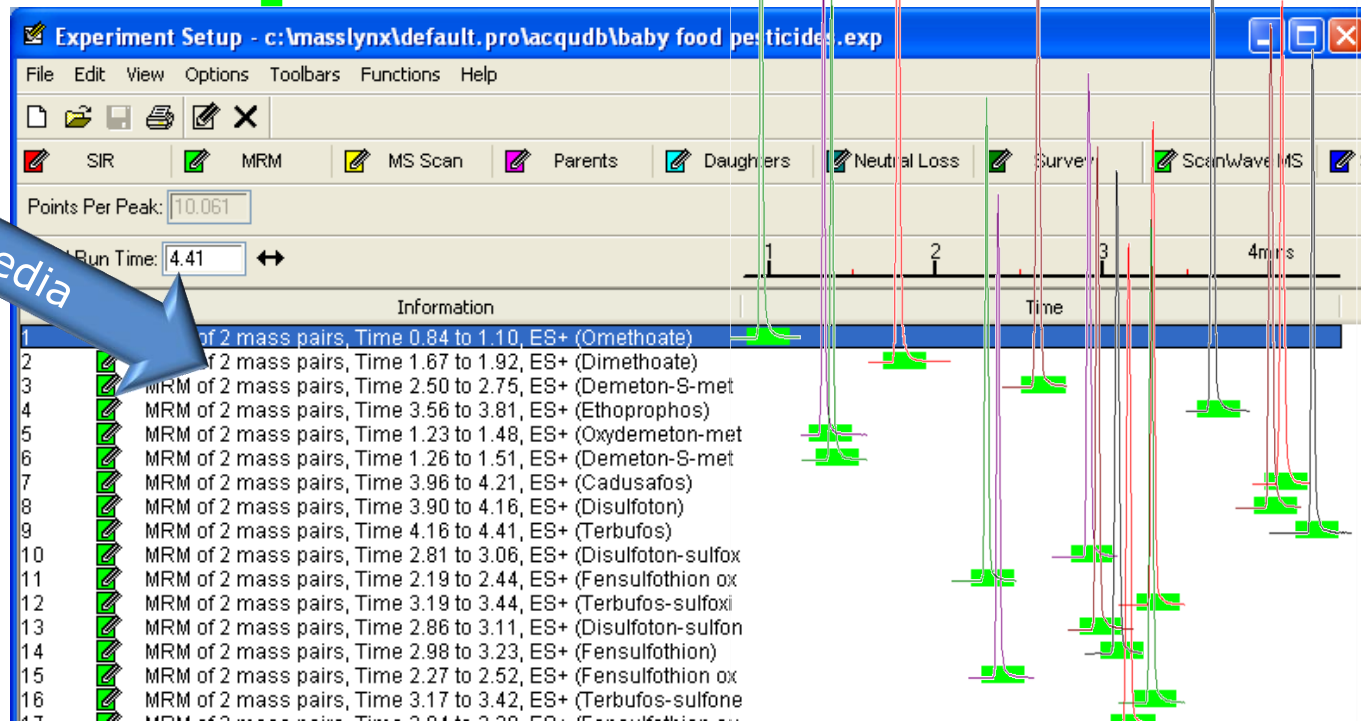 Experiment Setup - c:\masslynx\default.pro\acqudb\baby food pesticides.exp
File Edit View Options Toolbars Functions Help
SIR MRM MS Scan Parents Daughters Neutral Loss Survey ScanWave MS
Points Per Peak: 10.061
Run Time: 4.41
1 2 3 4mins
Information Time
1 of 2 mass pairs, Time 0.84 to 1.10, ES+ (Omethoate)
2 of 2 mass pairs, Time 1.67 to 1.92, ES+ (Dimethoate)
3 MRM of 2 mass pairs, Time 2.50 to 2.75, ES+ (Demeton-S-met
4 MRM of 2 mass pairs, Time 3.56 to 3.81, ES+ (Ethoprophos)
5 MRM of 2 mass pairs, Time 1.23 to 1.48, ES+ (Oxydemeton-met
6 MRM of 2 mass pairs, Time 1.26 to 1.51, ES+ (Demeton-S-met
7 MRM of 2 mass pairs, Time 3.96 to 4.21, ES+ (Cadusafos)
8 MRM of 2 mass pairs, Time 3.90 to 4.16, ES+ (Disulfoton)
9 MRM of 2 mass pairs, Time 4.16 to 4.41, ES+ (Terbufos)
10 MRM of 2 mass pairs, Time 2.81 to 3.06, ES+ (Disulfoton-sulfox
11 MRM of 2 mass pairs, Time 2.19 to 2.44, ES+ (Fensulfothion ox
12 MRM of 2 mass pairs, Time 3.19 to 3.44, ES+ (Terbufos-sulfoxi
13 MRM of 2 mass pairs, Time 2.86 to 3.11, ES+ (Disulfoton-sulfon
14 MRM of 2 mass pairs, Time 2.98 to 3.23, ES+ (Fensulfothion)
15 MRM of 2 mass pairs, Time 2.27 to 2.52, ES+ (Fensulfothion ox
16 MRM of 2 mass pairs, Time 3.17 to 3.42, ES+ (Terbufos-sulfone
edia